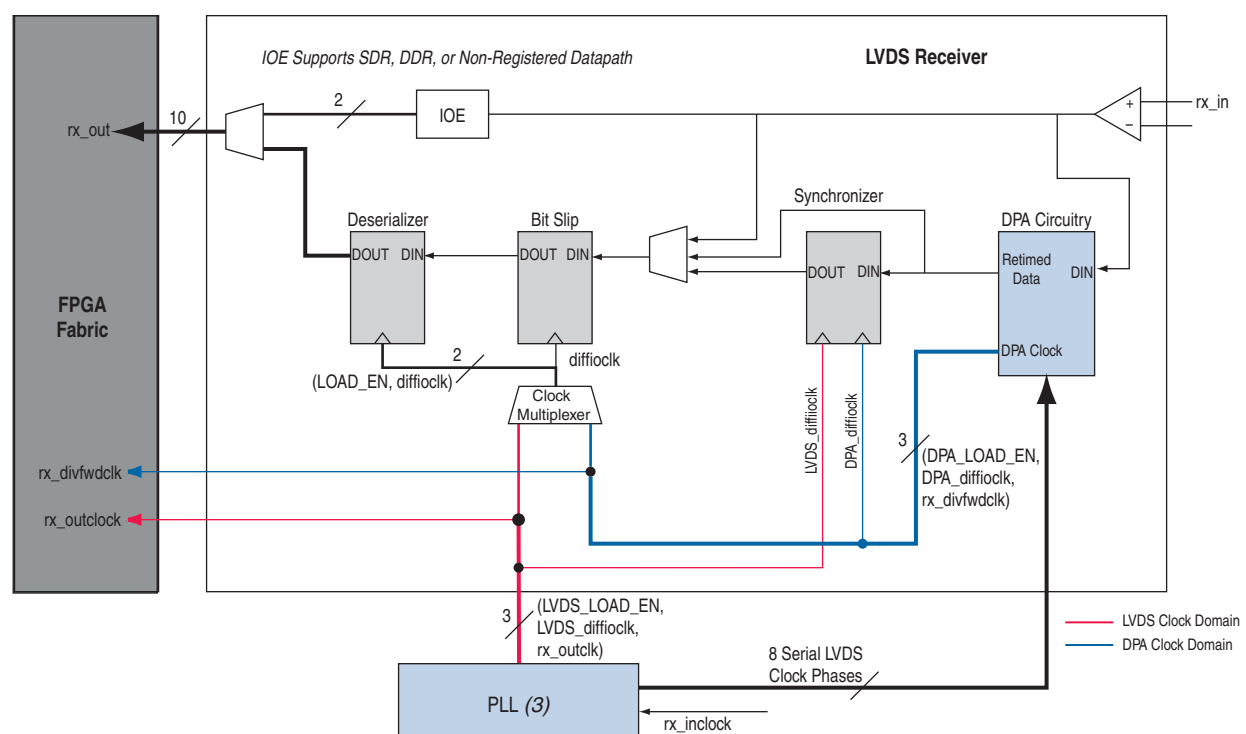 IOE Supports SDR, DDR, or Non-Registered Datapath
LVDS Receiver
2
IOE
+
–
rx_in
10
rx_out
Synchronizer
Deserializer
Bit Slip
DPA Circuitry
DOUT DIN
DOUT DIN
DOUT DIN
Retimed
Data
DIN
FPGA
Fabric
DPA Clock
2
diffioclk
(LOAD_EN, diffioclk)
Clock
Multiplexer
LVDS_diffiioclk
DPA_diffioclk
3
(DPA_LOAD_EN,
DPA_diffioclk,
rx_divfwdclk)
rx_divfwdclk
rx_outclock
3
(LVDS_LOAD_EN,
LVDS_diffioclk,
rx_outclk)
LVDS Clock Domain
DPA Clock Domain
8 Serial LVDS
Clock Phases
PLL (3)
rx_inclock